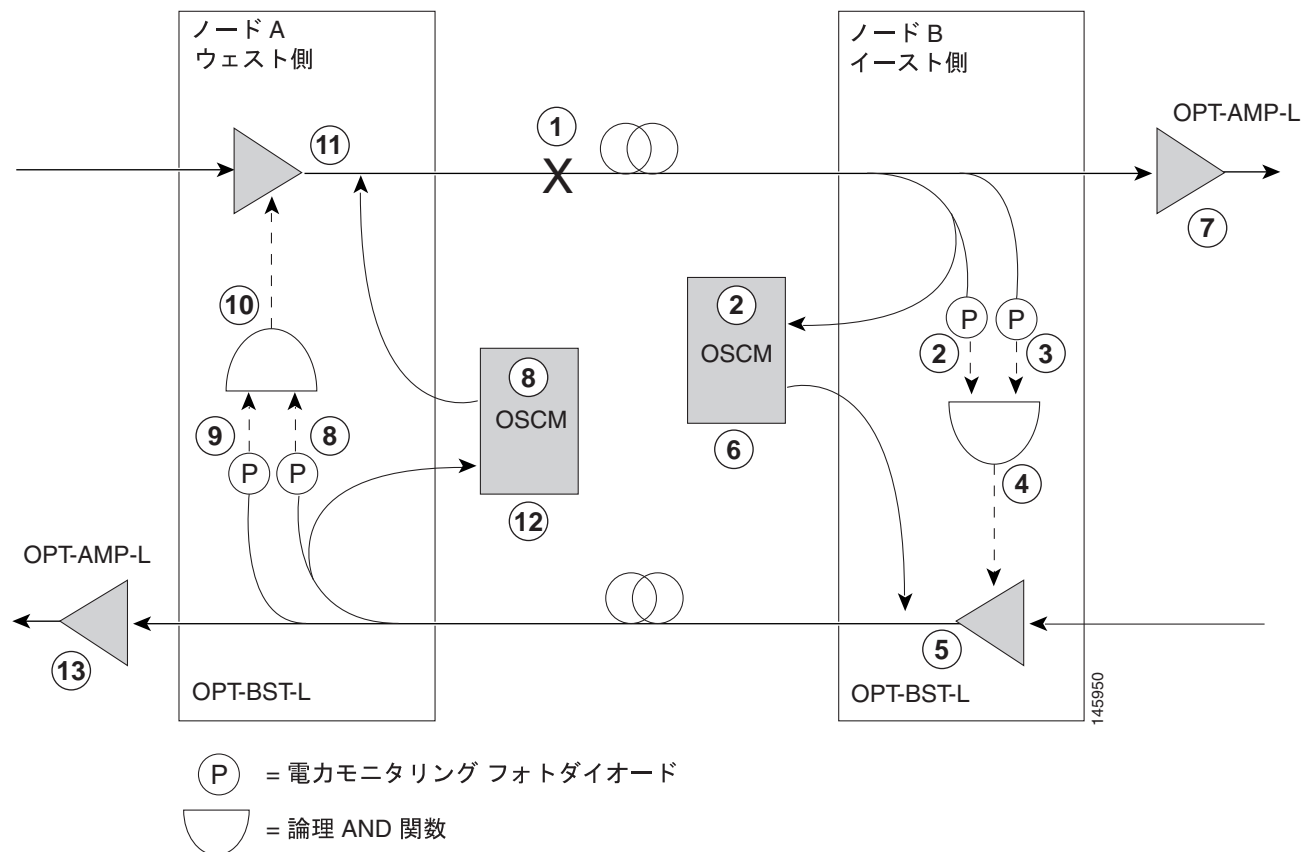 ノード A
ウェスト側
ノード B
イースト側
OPT-AMP-L
1
11
7
10
2
OSCM
P
P
2
3
8
OSCM
9
8
P
P
6
4
12
OPT-AMP-L
13
5
OPT-BST-L
OPT-BST-L
145950
P
= 電力モニタリング フォトダイオード
= 論理 AND 関数
X